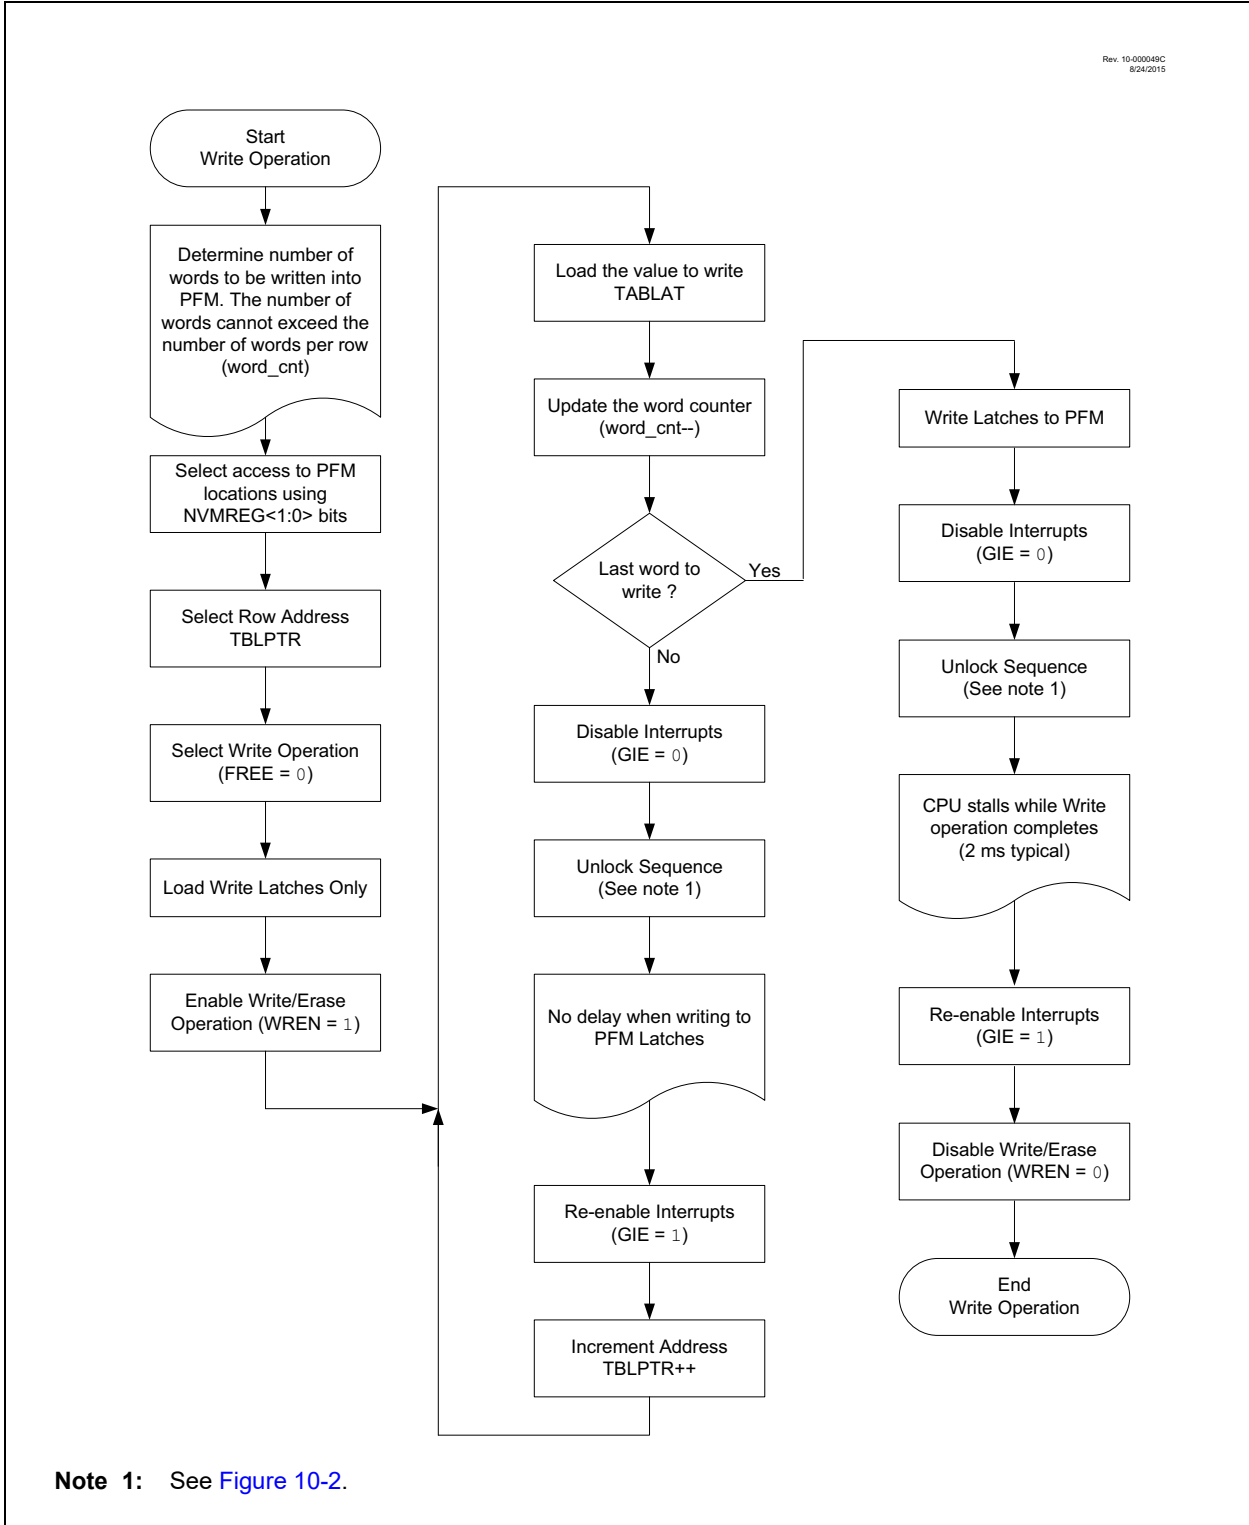 Rev. 10-000049C
8/24/2015
Start
Write Operation
Determine number of
words to be written into
PFM. The number of
words cannot exceed the
number of words per row
(word_cnt)
Select access to PFM
locations using
NVMREG<1:0> bits
Select Row Address
TBLPTR
Select Write Operation
(FREE = 0)
Load Write Latches Only
Enable Write/Erase
Operation (WREN = 1)
Load the value to write
TABLAT
Update the word counter
(word_cnt--)
Last word to
write ?
Yes
No
Disable Interrupts
(GIE = 0)
Unlock Sequence
(See note 1)
No delay when writing to
PFM Latches
Re-enable Interrupts
(GIE = 1)
Increment Address
TBLPTR++
Write Latches to PFM
Disable Interrupts
(GIE = 0)
Unlock Sequence
(See note 1)
CPU stalls while Write
operation completes
(2 ms typical)
Re-enable Interrupts
(GIE = 1)
Disable Write/Erase
Operation (WREN = 0)
End
Write Operation
Note 1: See Figure 10-2.